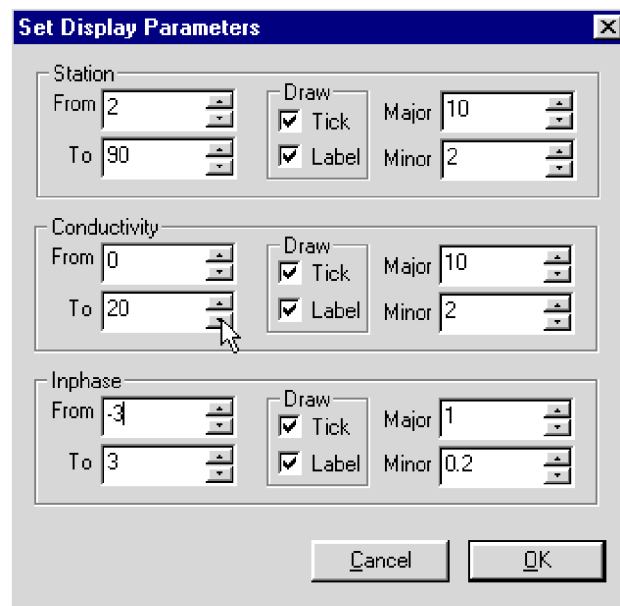 Set Display Parameters
Station
From 2
To 90
Draw
Tick
Label
Major 10
Minor 2
Conductivity
From 0
To 20
Draw
Tick
Label
Major 10
Minor 2
Inphase
From -3
To 3
Draw
Tick
Label
Major 1
Minor 0.2
Cancel
OK